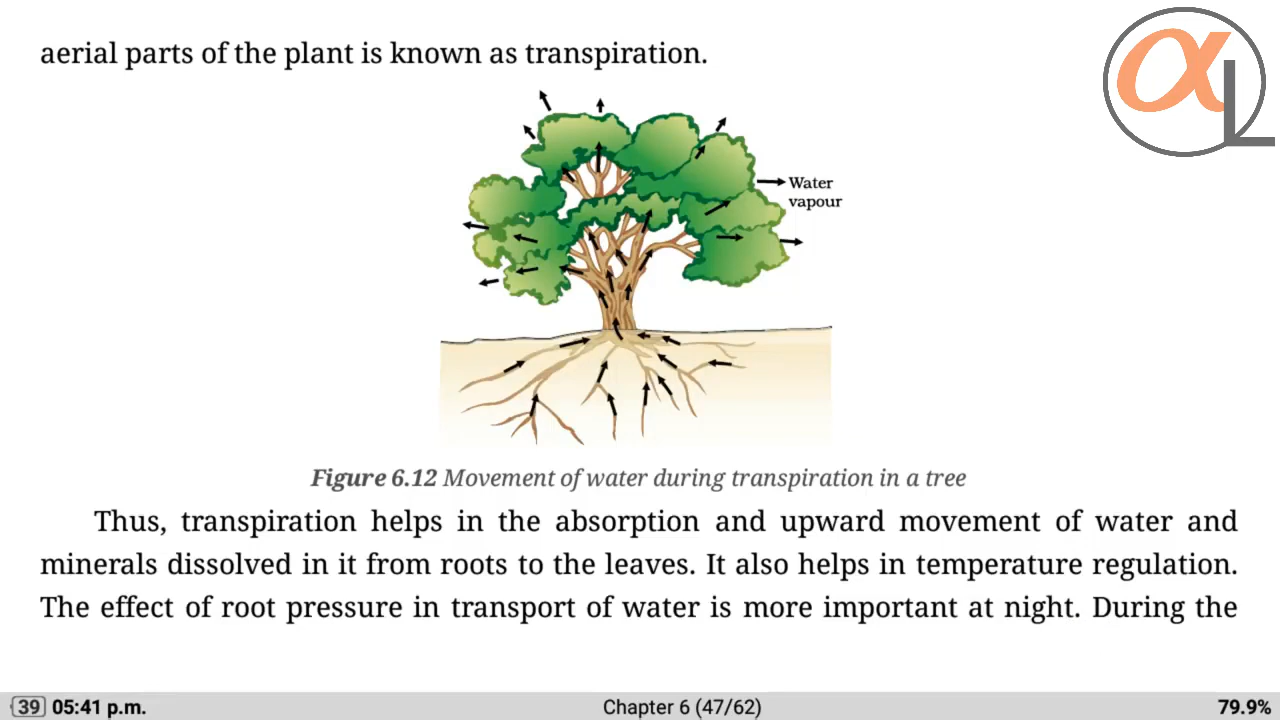 aerial parts of the plant is known as transpiration.
αL
Water
vapour
Figure 6.12 Movement of water during transpiration in a tree
Thus, transpiration helps in the absorption and upward movement of water and
minerals dissolved in it from roots to the leaves. It also helps in temperature regulation.
The effect of root pressure in transport of water is more important at night. During the
39 05:41 p.m.
Chapter 6 (47/62)
79.9%